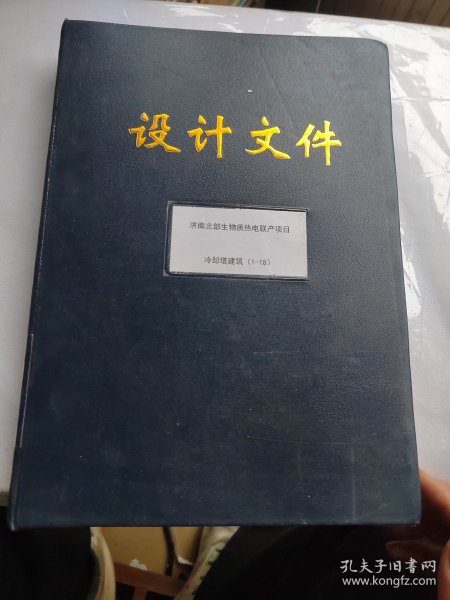 设计文件
济南北部生物质热电联产项目
冷却塔建筑（1-18）
孔夫子旧书网
www.kongfz.com